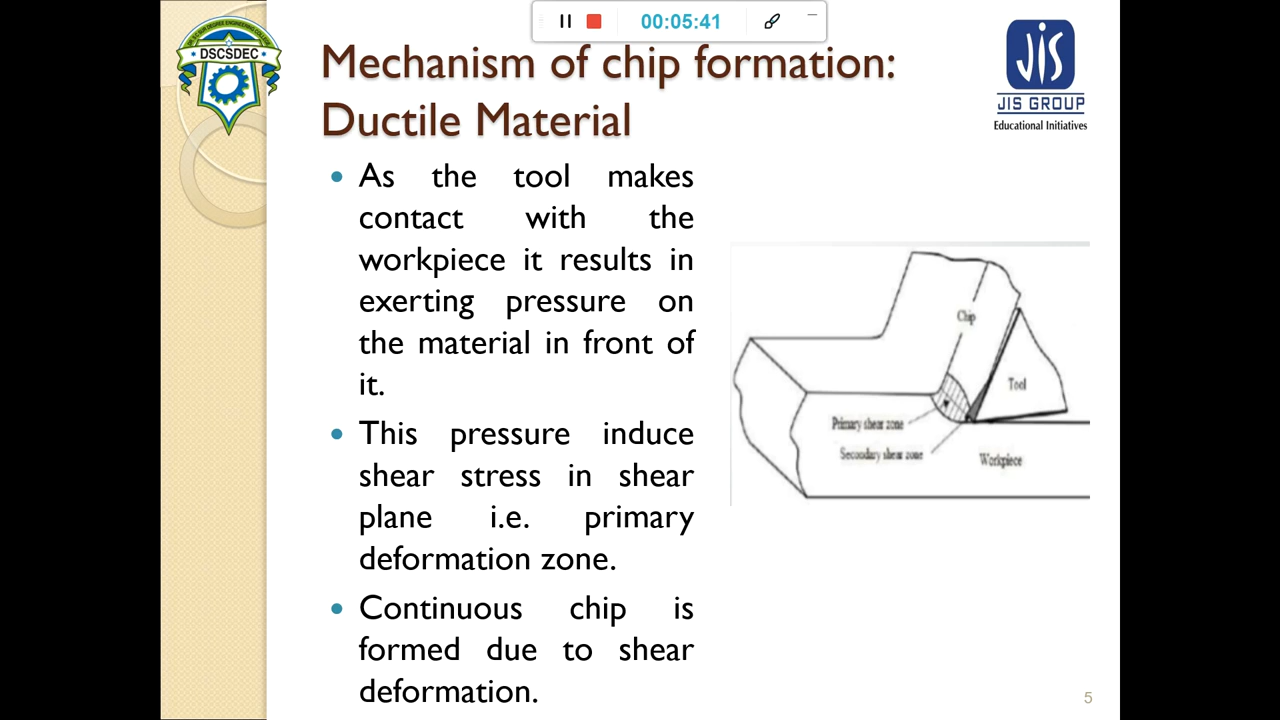 00:05:41
DSCSDEC
Mechanism of chip formation:
Ductile Material
JIS
JIS GROUP
Educational Initiatives
• As the tool makes
contact with the
workpiece it results in
exerting pressure on
the material in front of
it.
• This pressure induce
shear stress in shear
plane i.e. primary
deformation zone.
• Continuous chip is
formed due to shear
deformation.
Chip
Tool
Primary shear zone
Secondary shear zone
Workpiece
5